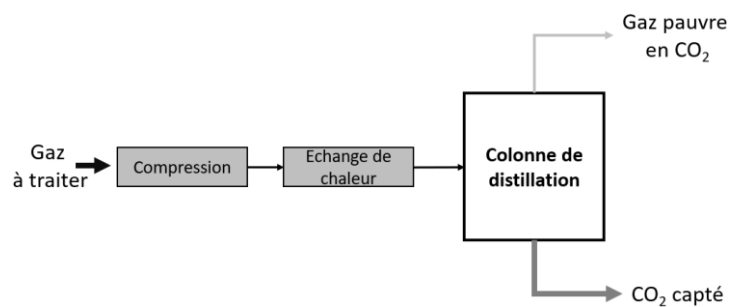 Gaz pauvre
en CO₂
Gaz
à traiter
Compression
Echange de
chaleur
Colonne de
distillation
CO₂ capté